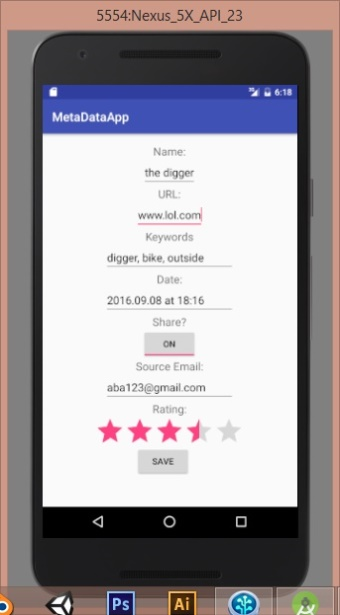 5554:Nexus_5X_API_23
6:18
MetaDataApp
Name:
the digger
URL:
www.lol.com
Keywords
digger, bike, outside
Date:
2016.09.08 at 18:16
Share?
ON
Source Email:
aba123@gmail.com
Rating:
SAVE
Ps
Ai